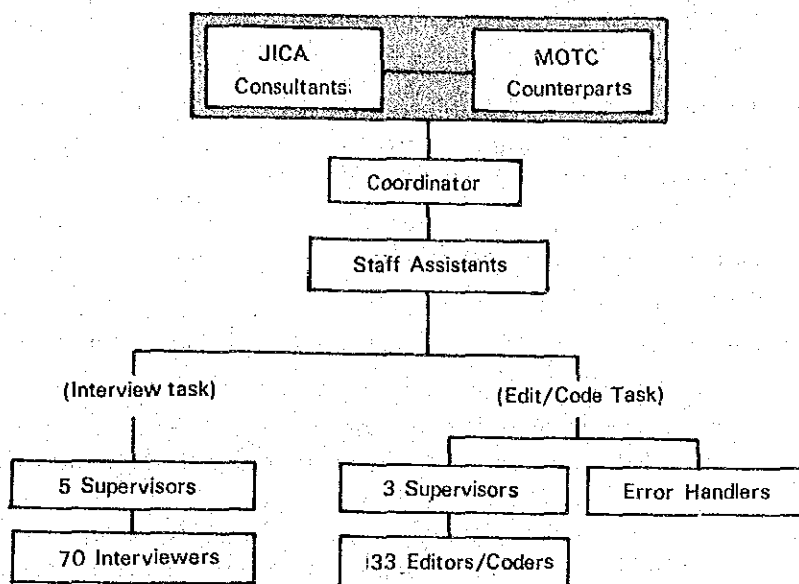 JICA
Consultants
MOTC
Counterparts
Coordinator
Staff Assistants
(Interview task)
(Edit/Code Task)
5 Supervisors
3 Supervisors
Error Handlers
70 Interviewers
33 Editors/Coders